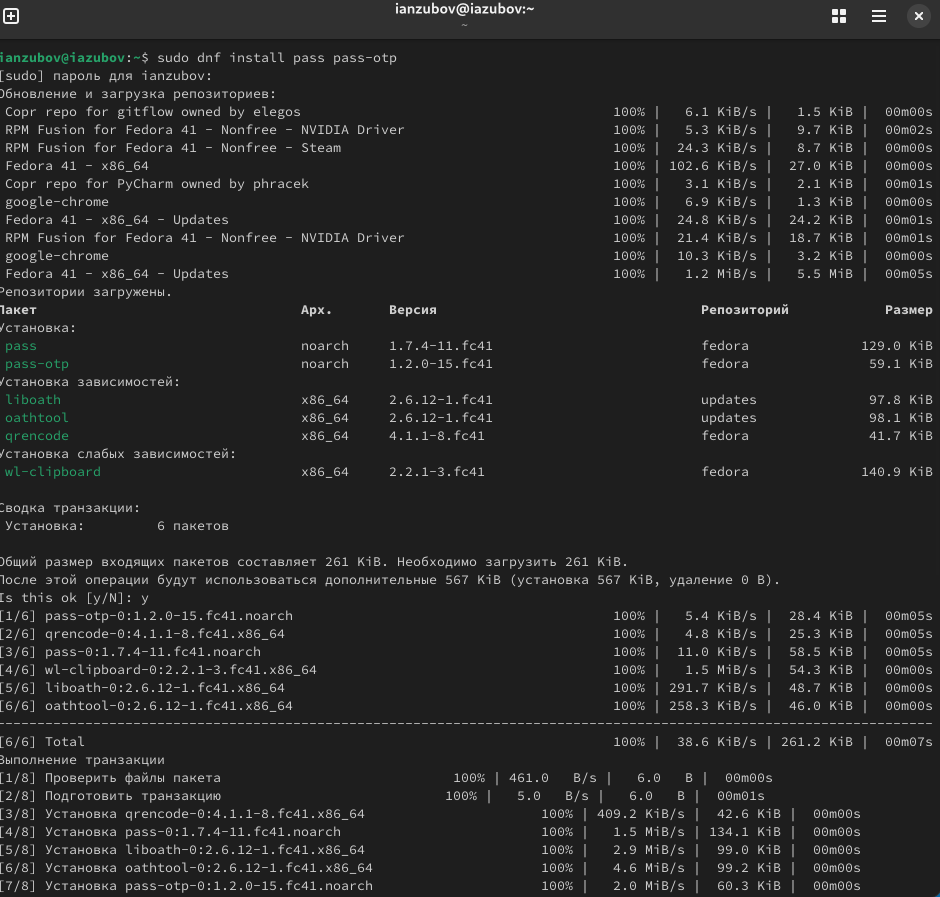 ianzubov@iazubov:~
~
ianzubov@iazubov:~$ sudo dnf install pass pass-otp
[sudo] пароль для ianzubov:
Обновление и загрузка репозиториев:
Copr repo for gitflow owned by elegos 100% | 6.1 KiB/s | 1.5 KiB | 00m00s
RPM Fusion for Fedora 41 - Nonfree - NVIDIA Driver 100% | 5.3 KiB/s | 9.7 KiB | 00m02s
RPM Fusion for Fedora 41 - Nonfree - Steam 100% | 24.3 KiB/s | 8.7 KiB | 00m00s
Fedora 41 - x86_64 100% | 102.6 KiB/s | 27.0 KiB | 00m00s
Copr repo for PyCharm owned by phracek 100% | 3.1 KiB/s | 2.1 KiB | 00m01s
google-chrome 100% | 6.9 KiB/s | 1.3 KiB | 00m00s
Fedora 41 - x86_64 - Updates 100% | 24.8 KiB/s | 24.2 KiB | 00m01s
RPM Fusion for Fedora 41 - Nonfree - NVIDIA Driver 100% | 21.4 KiB/s | 18.7 KiB | 00m01s
google-chrome 100% | 10.3 KiB/s | 3.2 KiB | 00m00s
Fedora 41 - x86_64 - Updates 100% | 1.2 MiB/s | 5.5 MiB | 00m05s
Репозитории загружены.
Пакет Арх. Версия Репозиторий Размер
Установка:
pass noarch 1.7.4-11.fc41 fedora 129.0 KiB
pass-otp noarch 1.2.0-15.fc41 fedora 59.1 KiB
Установка зависимостей:
liboath x86_64 2.6.12-1.fc41 updates 97.8 KiB
oathtool x86_64 2.6.12-1.fc41 updates 98.1 KiB
qrencode x86_64 4.1.1-8.fc41 fedora 41.7 KiB
Установка слабых зависимостей:
wl-clipboard x86_64 2.2.1-3.fc41 fedora 140.9 KiB
Сводка транзакции:
Установка: 6 пакетов
Общий размер входящих пакетов составляет 261 KiB. Необходимо загрузить 261 KiB.
После этой операции будут использоваться дополнительные 567 KiB (установка 567 KiB, удаление 0 B).
Is this ok [y/N]: y
[1/6] pass-otp-0:1.2.0-15.fc41.noarch 100% | 5.4 KiB/s | 28.4 KiB | 00m05s
[2/6] qrencode-0:4.1.1-8.fc41.x86_64 100% | 4.8 KiB/s | 25.3 KiB | 00m05s
[3/6] pass-0:1.7.4-11.fc41.noarch 100% | 11.0 KiB/s | 58.5 KiB | 00m05s
[4/6] wl-clipboard-0:2.2.1-3.fc41.x86_64 100% | 1.5 MiB/s | 54.3 KiB | 00m00s
[5/6] liboath-0:2.6.12-1.fc41.x86_64 100% | 291.7 KiB/s | 48.7 KiB | 00m00s
[6/6] oathtool-0:2.6.12-1.fc41.x86_64 100% | 258.3 KiB/s | 46.0 KiB | 00m00s
--------------------------------------------------------------------------------
[6/6] Total 100% | 38.6 KiB/s | 261.2 KiB | 00m07s
Выполнение транзакции
[1/8] Проверить файлы пакета 100% | 461.0 B/s | 6.0 B | 00m00s
[2/8] Подготовить транзакцию 100% | 5.0 B/s | 6.0 B | 00m01s
[3/8] Установка qrencode-0:4.1.1-8.fc41.x86_64 100% | 409.2 KiB/s | 42.6 KiB | 00m00s
[4/8] Установка pass-0:1.7.4-11.fc41.noarch 100% | 1.5 MiB/s | 134.1 KiB | 00m00s
[5/8] Установка liboath-0:2.6.12-1.fc41.x86_64 100% | 2.9 MiB/s | 99.0 KiB | 00m00s
[6/8] Установка oathtool-0:2.6.12-1.fc41.x86_64 100% | 4.6 MiB/s | 99.2 KiB | 00m00s
[7/8] Установка pass-otp-0:1.2.0-15.fc41.noarch 100% | 2.0 MiB/s | 60.3 KiB | 00m00s